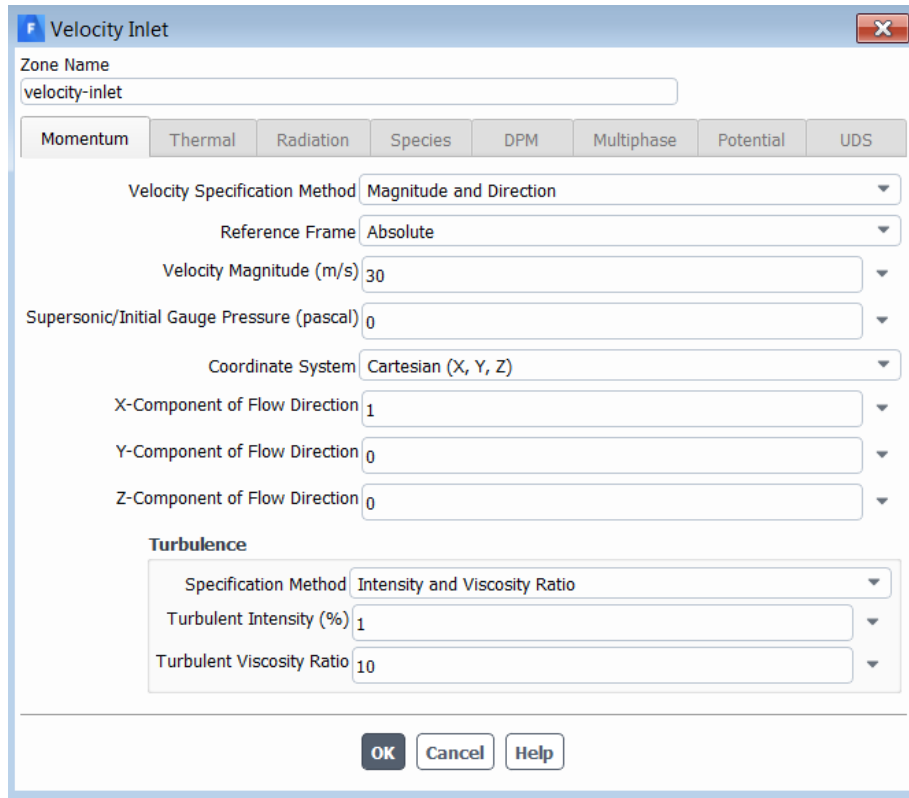 F Velocity Inlet
Zone Name
velocity-inlet
Momentum Thermal Radiation Species DPM Multiphase Potential UDS
Velocity Specification Method Magnitude and Direction
Reference Frame Absolute
Velocity Magnitude (m/s) 30
Supersonic/Initial Gauge Pressure (pascal) 0
Coordinate System Cartesian (X, Y, Z)
X-Component of Flow Direction 1
Y-Component of Flow Direction 0
Z-Component of Flow Direction 0
Turbulence
Specification Method Intensity and Viscosity Ratio
Turbulent Intensity (%) 1
Turbulent Viscosity Ratio 10
OK Cancel Help